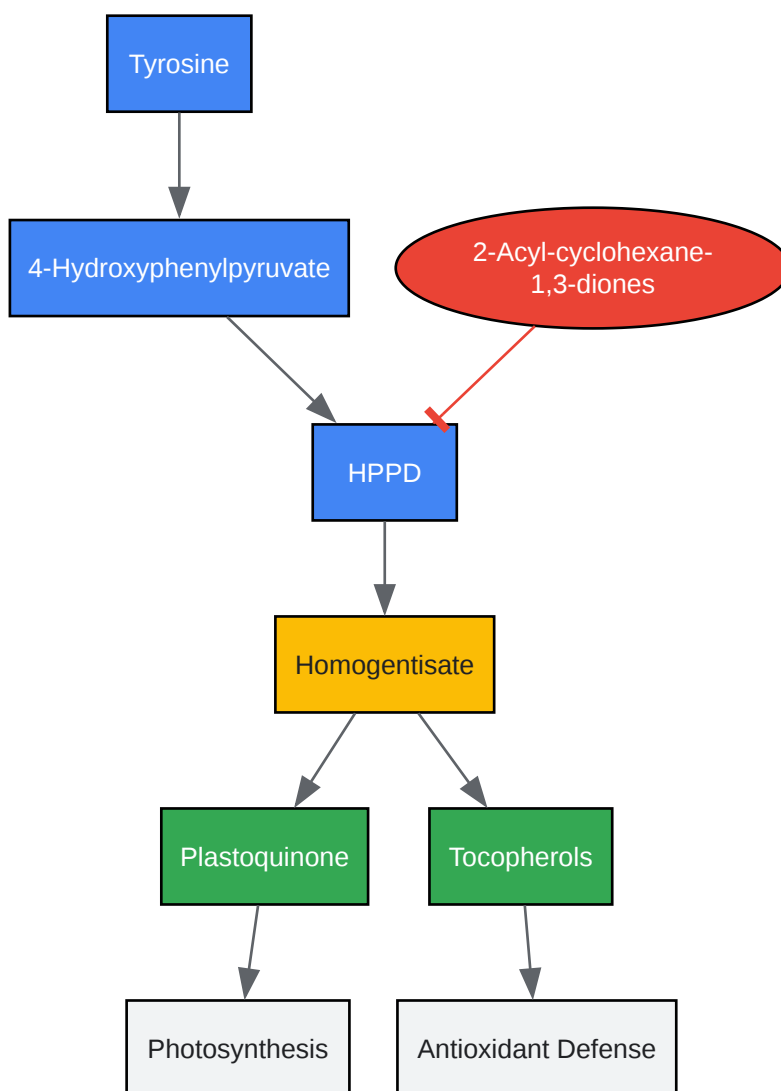 Tyrosine
4-Hydroxyphenylpyruvate
2-Acyl-cyclohexane-
1,3-diones
HPPD
Homogentisate
Plastoquinone
Tocopherols
Photosynthesis
Antioxidant Defense